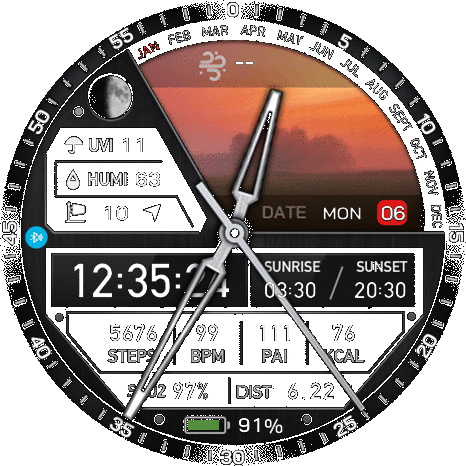 0
55 5
JAN FEB MAR APR MAY JUN JUL AUG SEPT OCT NOV DEC
--
50 10
UVI 11
HUMI 83
10
DATE MON 06
45 15
12:35:24
SUNRISE SUNSET
03:30 / 20:30
5676 99 111 76
STEPS BPM PAI KCAL
40 20
SPO2 97% DIST 6.22
35 25
91%
30